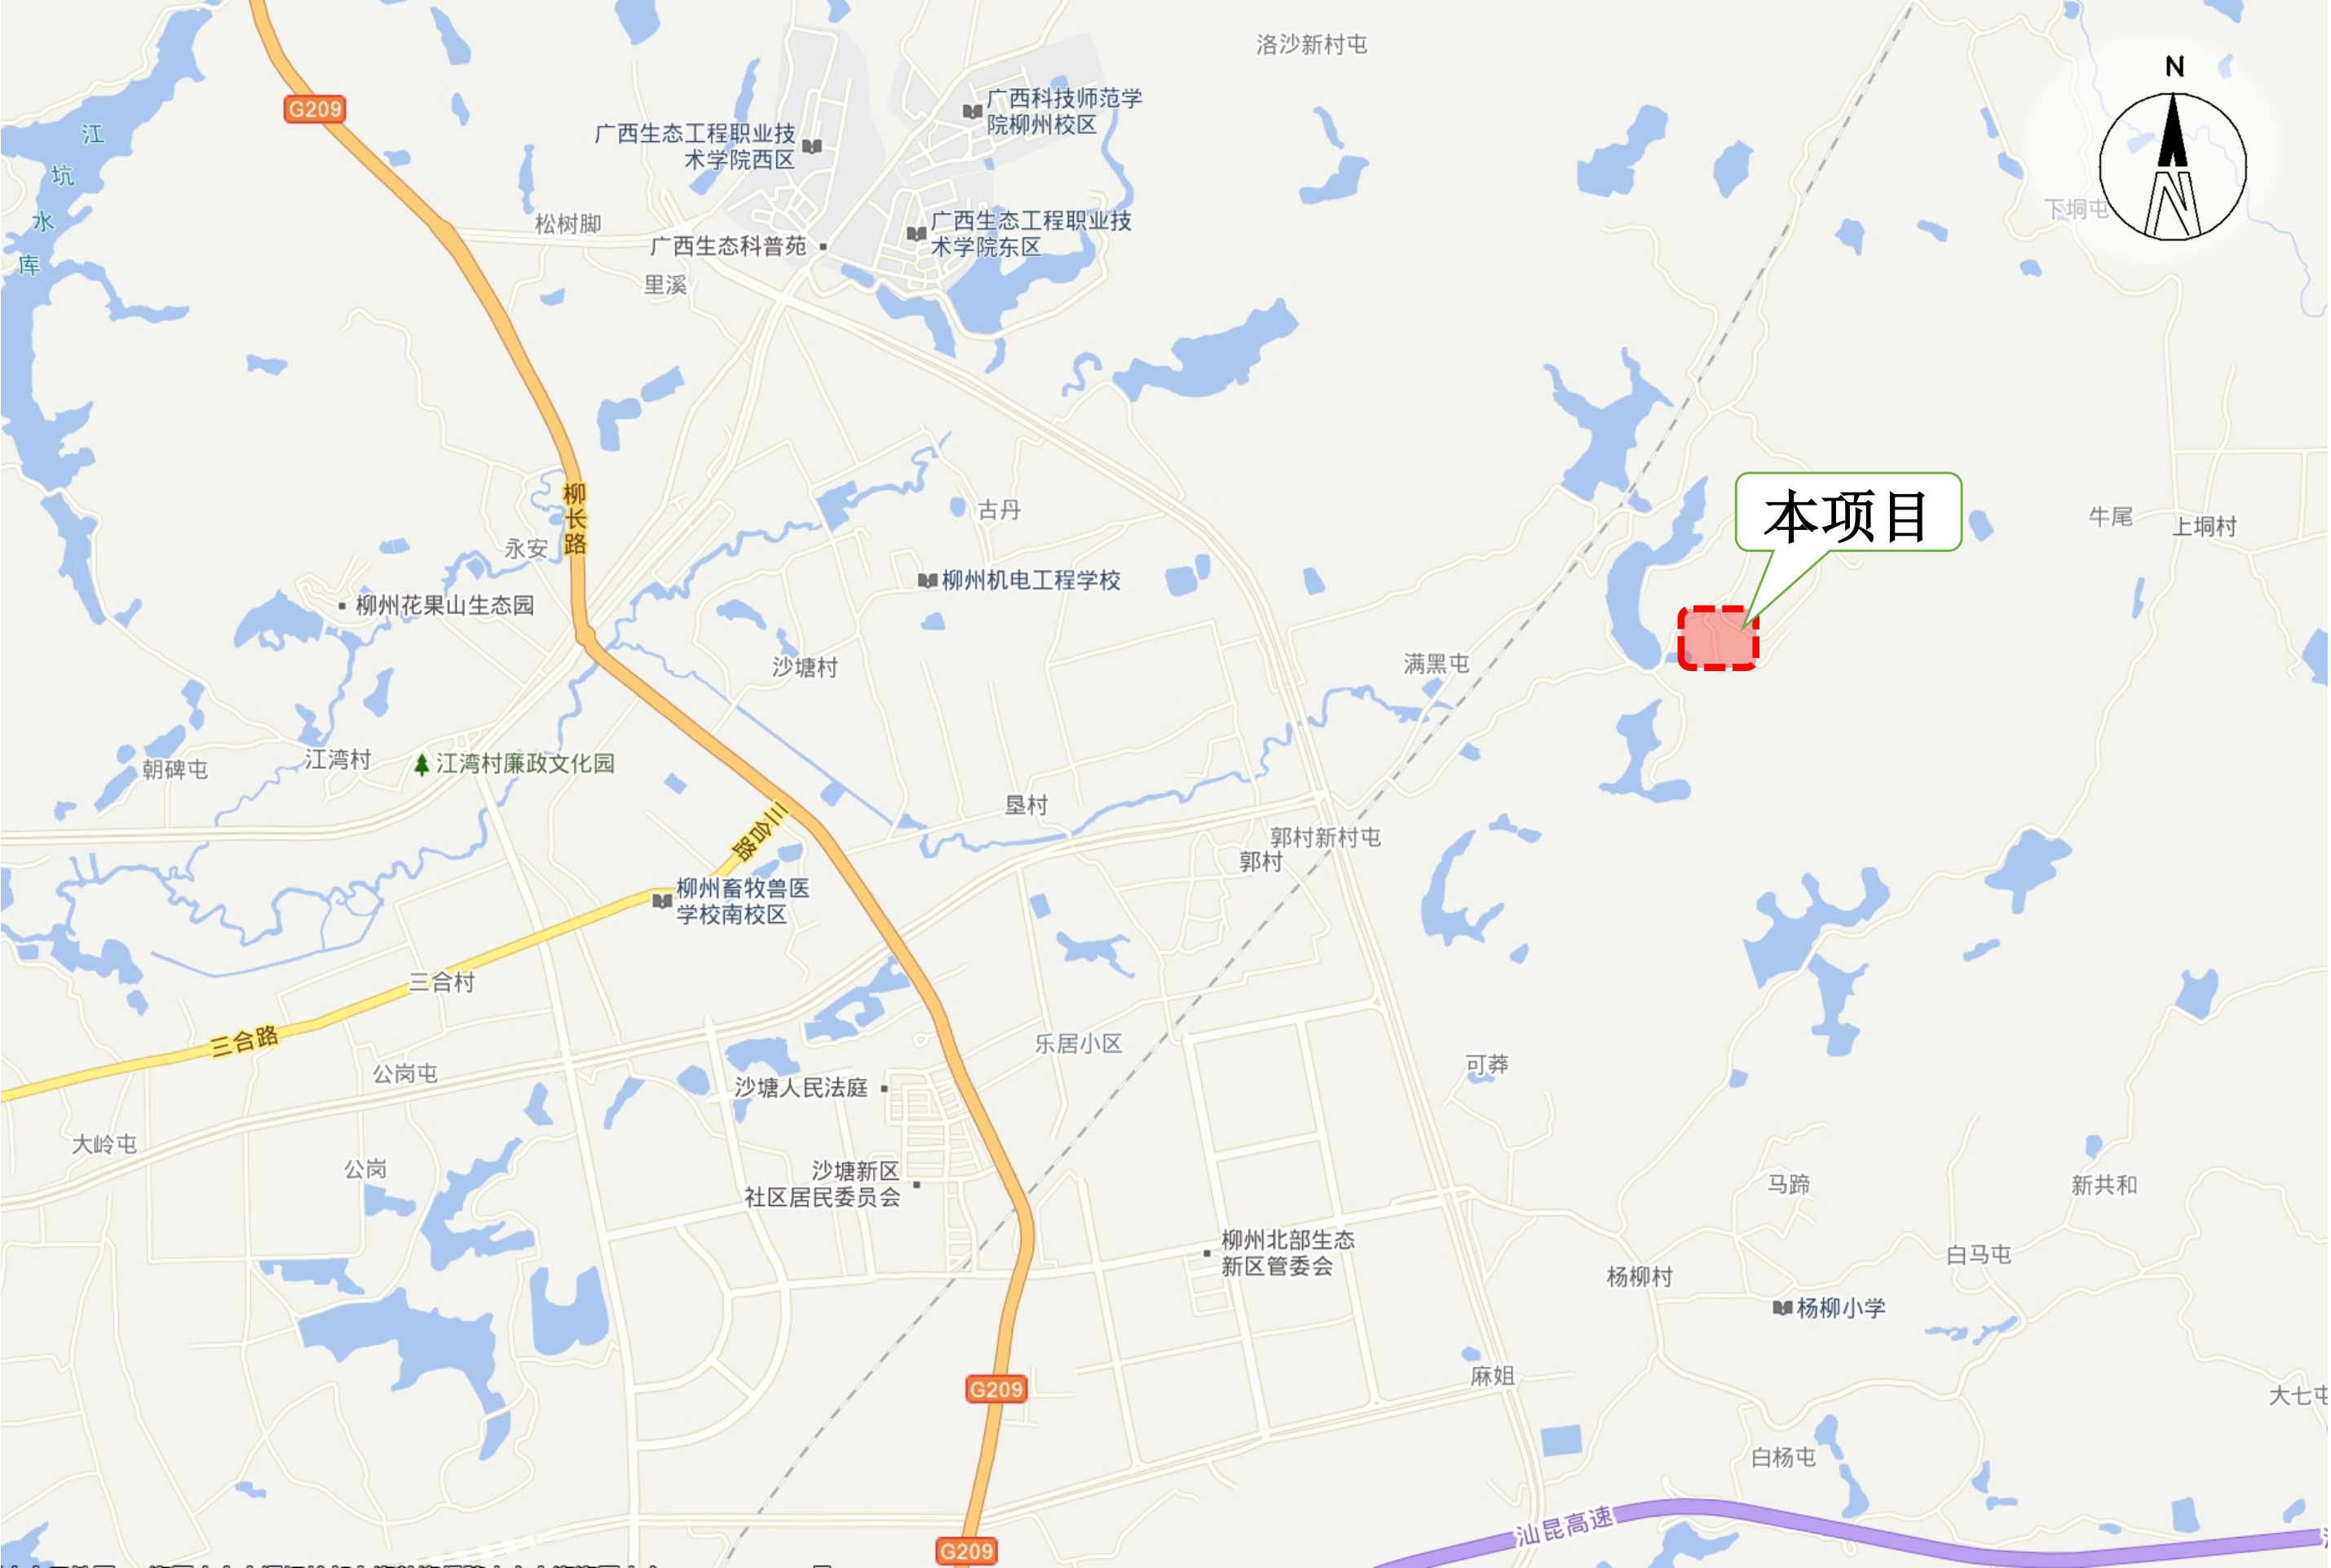 洛沙新村屯
N
广西科技师范学
院柳州校区
G209
江坑水库
广西生态工程职业技
术学院西区
下垌屯
松树脚
广西生态工程职业技
术学院东区
广西生态科普苑
里溪
柳长路
古丹
本项目
牛尾
上垌村
永安
柳州机电工程学校
柳州花果山生态园
沙塘村
满黑屯
江湾村
江湾村廉政文化园
朝碑屯
垦村
三合路
郭村新村屯
郭村
柳州畜牧兽医
学校南校区
三合村
三合路
乐居小区
可莽
公岗屯
沙塘人民法庭
大岭屯
公岗
沙塘新区
社区居民委员会
马蹄
新共和
柳州北部生态
新区管委会
白马屯
杨柳村
杨柳小学
G209
麻姐
大七屯
白杨屯
汕昆高速
G209